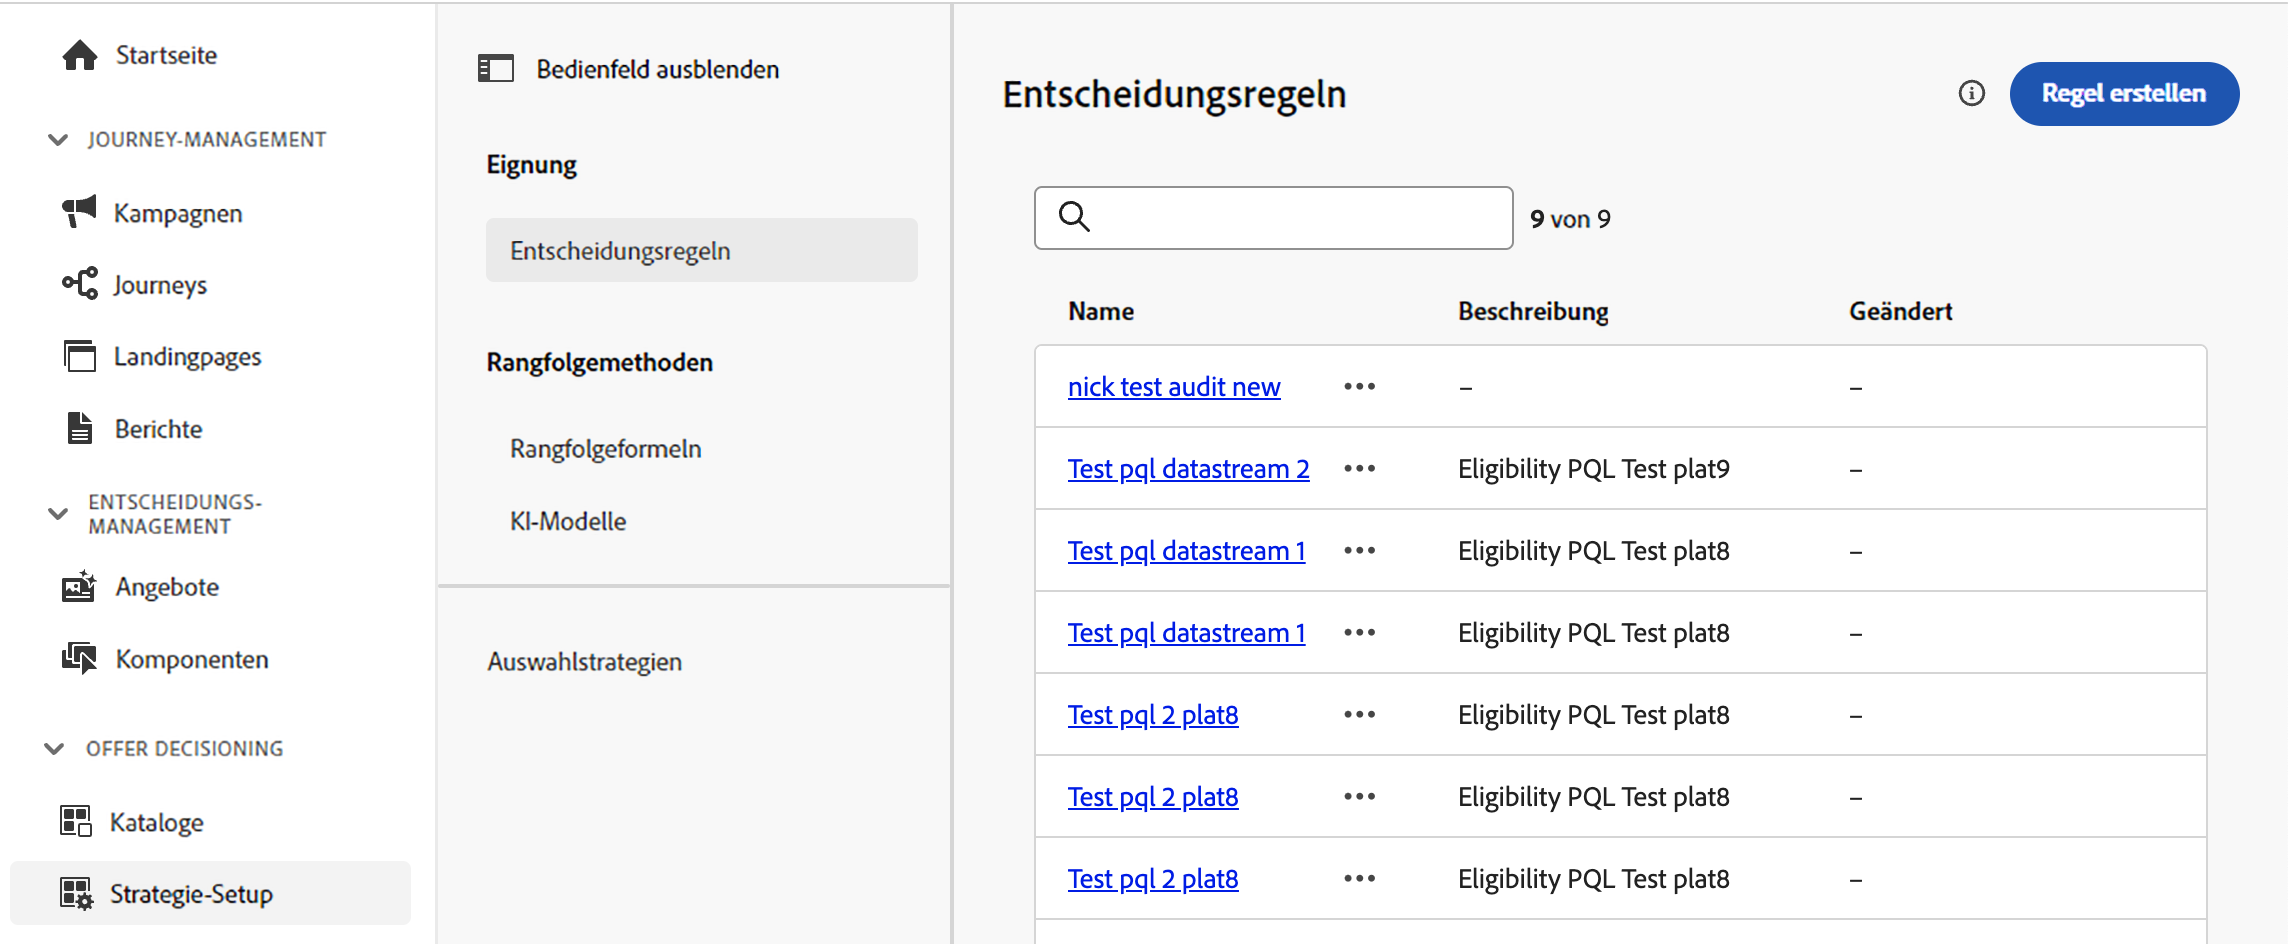 Startseite
JOURNEY-MANAGEMENT
Kampagnen
Journeys
Landingpages
Berichte
ENTSCHEIDUNGS-
MANAGEMENT
Angebote
Komponenten
OFFER DECISIONING
Kataloge
Strategie-Setup
Bedienfeld ausblenden
Eignung
Entscheidungsregeln
Rangfolgemethoden
Rangfolgeformeln
KI-Modelle
Auswahlstrategien
Entscheidungsregeln
Regel erstellen
9 von 9
Name Beschreibung Geändert
nick test audit new ••• – –
Test pql datastream 2 ••• Eligibility PQL Test plat9 –
Test pql datastream 1 ••• Eligibility PQL Test plat8 –
Test pql datastream 1 ••• Eligibility PQL Test plat8 –
Test pql 2 plat8 ••• Eligibility PQL Test plat8 –
Test pql 2 plat8 ••• Eligibility PQL Test plat8 –
Test pql 2 plat8 ••• Eligibility PQL Test plat8 –